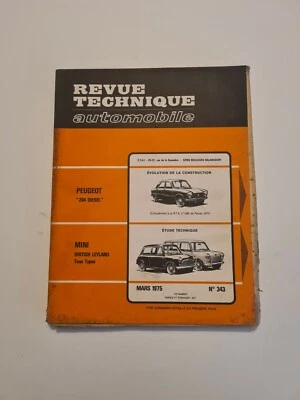 REVUE
TECHNIQUE
automobile
ÉVOLUTION DE LA CONSTRUCTION
PEUGEOT
"204 DIESEL"
ÉTUDE TECHNIQUE
MINI
BRITISH LEYLAND
Tous Types
MARS 1975 N° 343